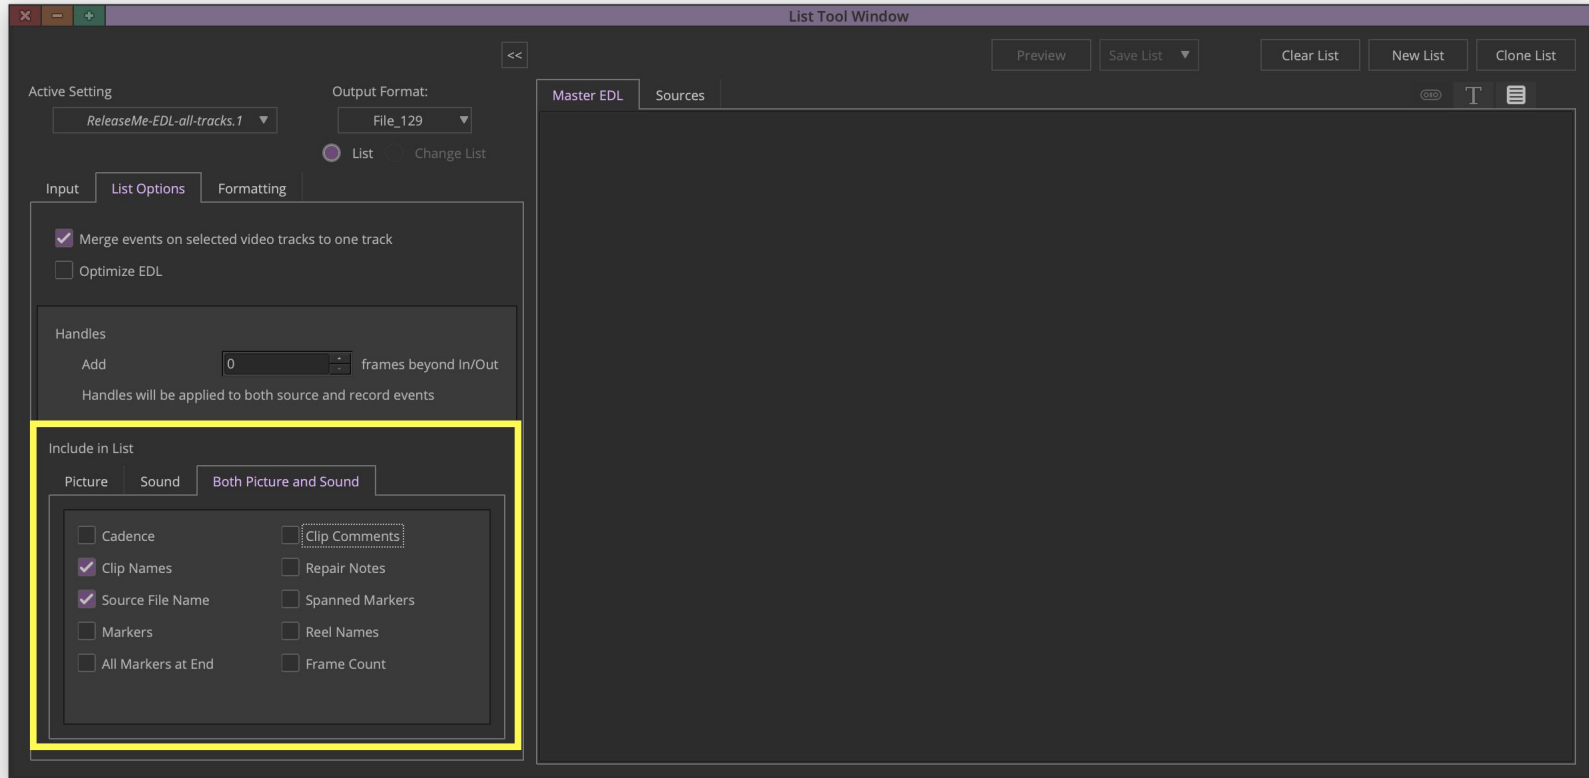 List Tool Window
<<
Preview Save List Clear List New List Clone List
Active Setting Output Format:
ReleaseMe-EDL-all-tracks.1 File_129
List Change List
Master EDL Sources T
Input List Options Formatting
Merge events on selected video tracks to one track
Optimize EDL
Handles
Add 0 frames beyond In/Out
Handles will be applied to both source and record events
Include in List
Picture Sound Both Picture and Sound
Cadence Clip Comments
Clip Names Repair Notes
Source File Name Spanned Markers
Markers Reel Names
All Markers at End Frame Count